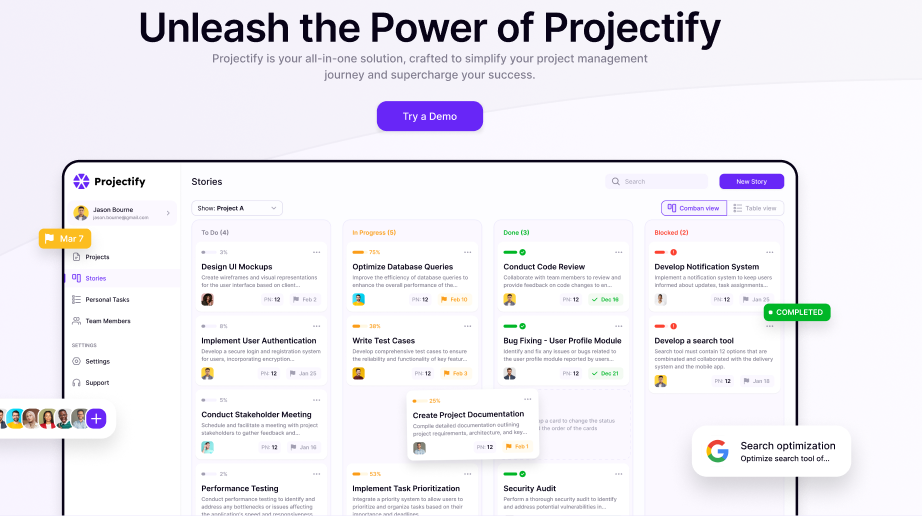 Unleash the Power of Projectify
Projectify is your all-in-one solution, crafted to simplify your project management
journey and supercharge your success.
Try a Demo
Projectify
Jason Bourne
jason.bourne@gmail.com
Mar 7
Projects
Stories
Personal Tasks
Team Members
SETTINGS
Settings
Support
Stories
Search
New Story
Show: Project A
Comban view
Table view
To Do (4)
3%
Design UI Mockups
Create wireframes and visual representations
for the user interface based on client...
PN: 12
Feb 2
Implement User Authentication
Develop a secure login and registration system
for users, incorporating encryption...
PN: 12
Jan 25
5%
Conduct Stakeholder Meeting
Schedule and facilitate a meeting with project
stakeholders to gather feedback and...
PN: 12
Jan 18
2%
Performance Testing
Conduct performance testing to identify and
address any bottlenecks or issues affecting
the application's speed and responsiveness
In Progress (5)
75%
Optimize Database Queries
Improve the efficiency of database queries to
enhance the overall performance of the...
PN: 12
Feb 10
Write Test Cases
Develop comprehensive test cases to ensure
the reliability and functionality of key featur...
PN: 12
Feb 3
25%
Create Project Documentation
Compile detailed documentation outlining
project requirements, architecture, and key...
PN: 12
Feb 1
53%
Implement Task Prioritization
Integrate a priority system to allow users to
prioritize and organize tasks based on their
importance and deadlines.
Done (3)
Conduct Code Review
Collaborate with team members to review and
provide feedback on code changes to en...
PN: 12
Dec 16
Bug Fixing - User Profile Module
Identify and fix any issues or bugs related to
the user profile module reported by users...
PN: 12
Dec 21
a card to change the status
the order of the cards
Security Audit
Perform a thorough security audit to identify
and address potential vulnerabilities in...
Blocked (2)
Develop Notification System
Implement a notification system to keep users
informed about updates, task assignments...
PN: 12
Jan 25
COMPLETED
Develop a search tool
Search tool must contain 12 options that are
combinated and collaborated with the delivery
system and the mobile app.
PN: 12
Jan 18
Search optimization
Optimize search tool of...